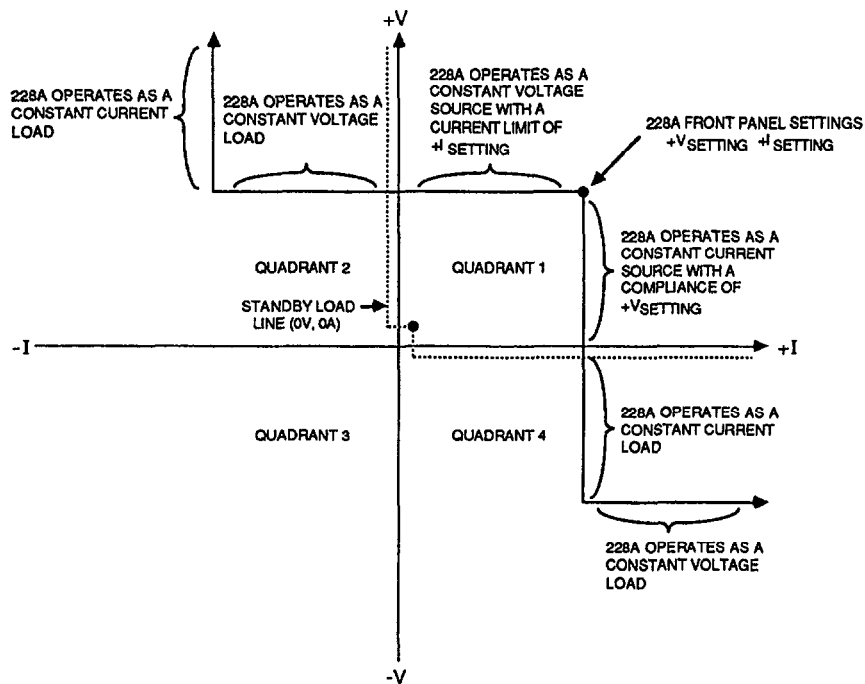 +V
228A OPERATES AS A
CONSTANT CURRENT
LOAD
228A OPERATES AS A
CONSTANT VOLTAGE
LOAD
228A OPERATES AS A
CONSTANT VOLTAGE
SOURCE WITH A
CURRENT LIMIT OF
+I SETTING
228A FRONT PANEL SETTINGS
+VSETTING +I SETTING
QUADRANT 2
QUADRANT 1
228A OPERATES AS A
CONSTANT CURRENT
SOURCE WITH A
COMPLIANCE OF
+VSETTING
STANDBY LOAD
LINE (0V, 0A)
-I
+I
QUADRANT 3
QUADRANT 4
228A OPERATES AS A
CONSTANT CURRENT
LOAD
228A OPERATES AS A
CONSTANT VOLTAGE
LOAD
-V